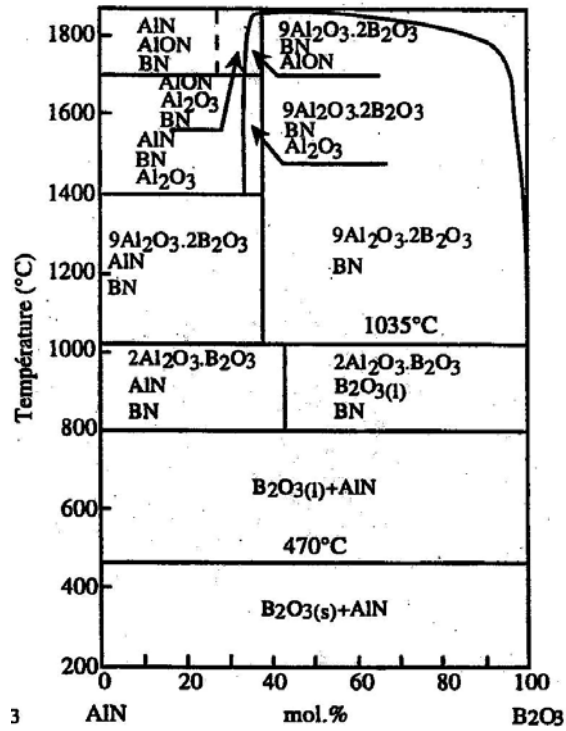 1800
AlN
AlON
BN
9Al₂O₃.2B₂O₃
BN
AlON
AlON
Al₂O₃
BN
1600
9Al₂O₃.2B₂O₃
BN
Al₂O₃
AlN
BN
Al₂O₃
1400
9Al₂O₃.2B₂O₃
AlN
BN
9Al₂O₃.2B₂O₃
BN
1200
1035°C
1000
2Al₂O₃.B₂O₃
AlN
BN
2Al₂O₃.B₂O₃
B₂O₃(l)
BN
800
B₂O₃(l)+AlN
600
470°C
400
B₂O₃(s)+AlN
200
Température (°C)
0 20 40 60 80 100
3 AlN mol.% B₂O₃